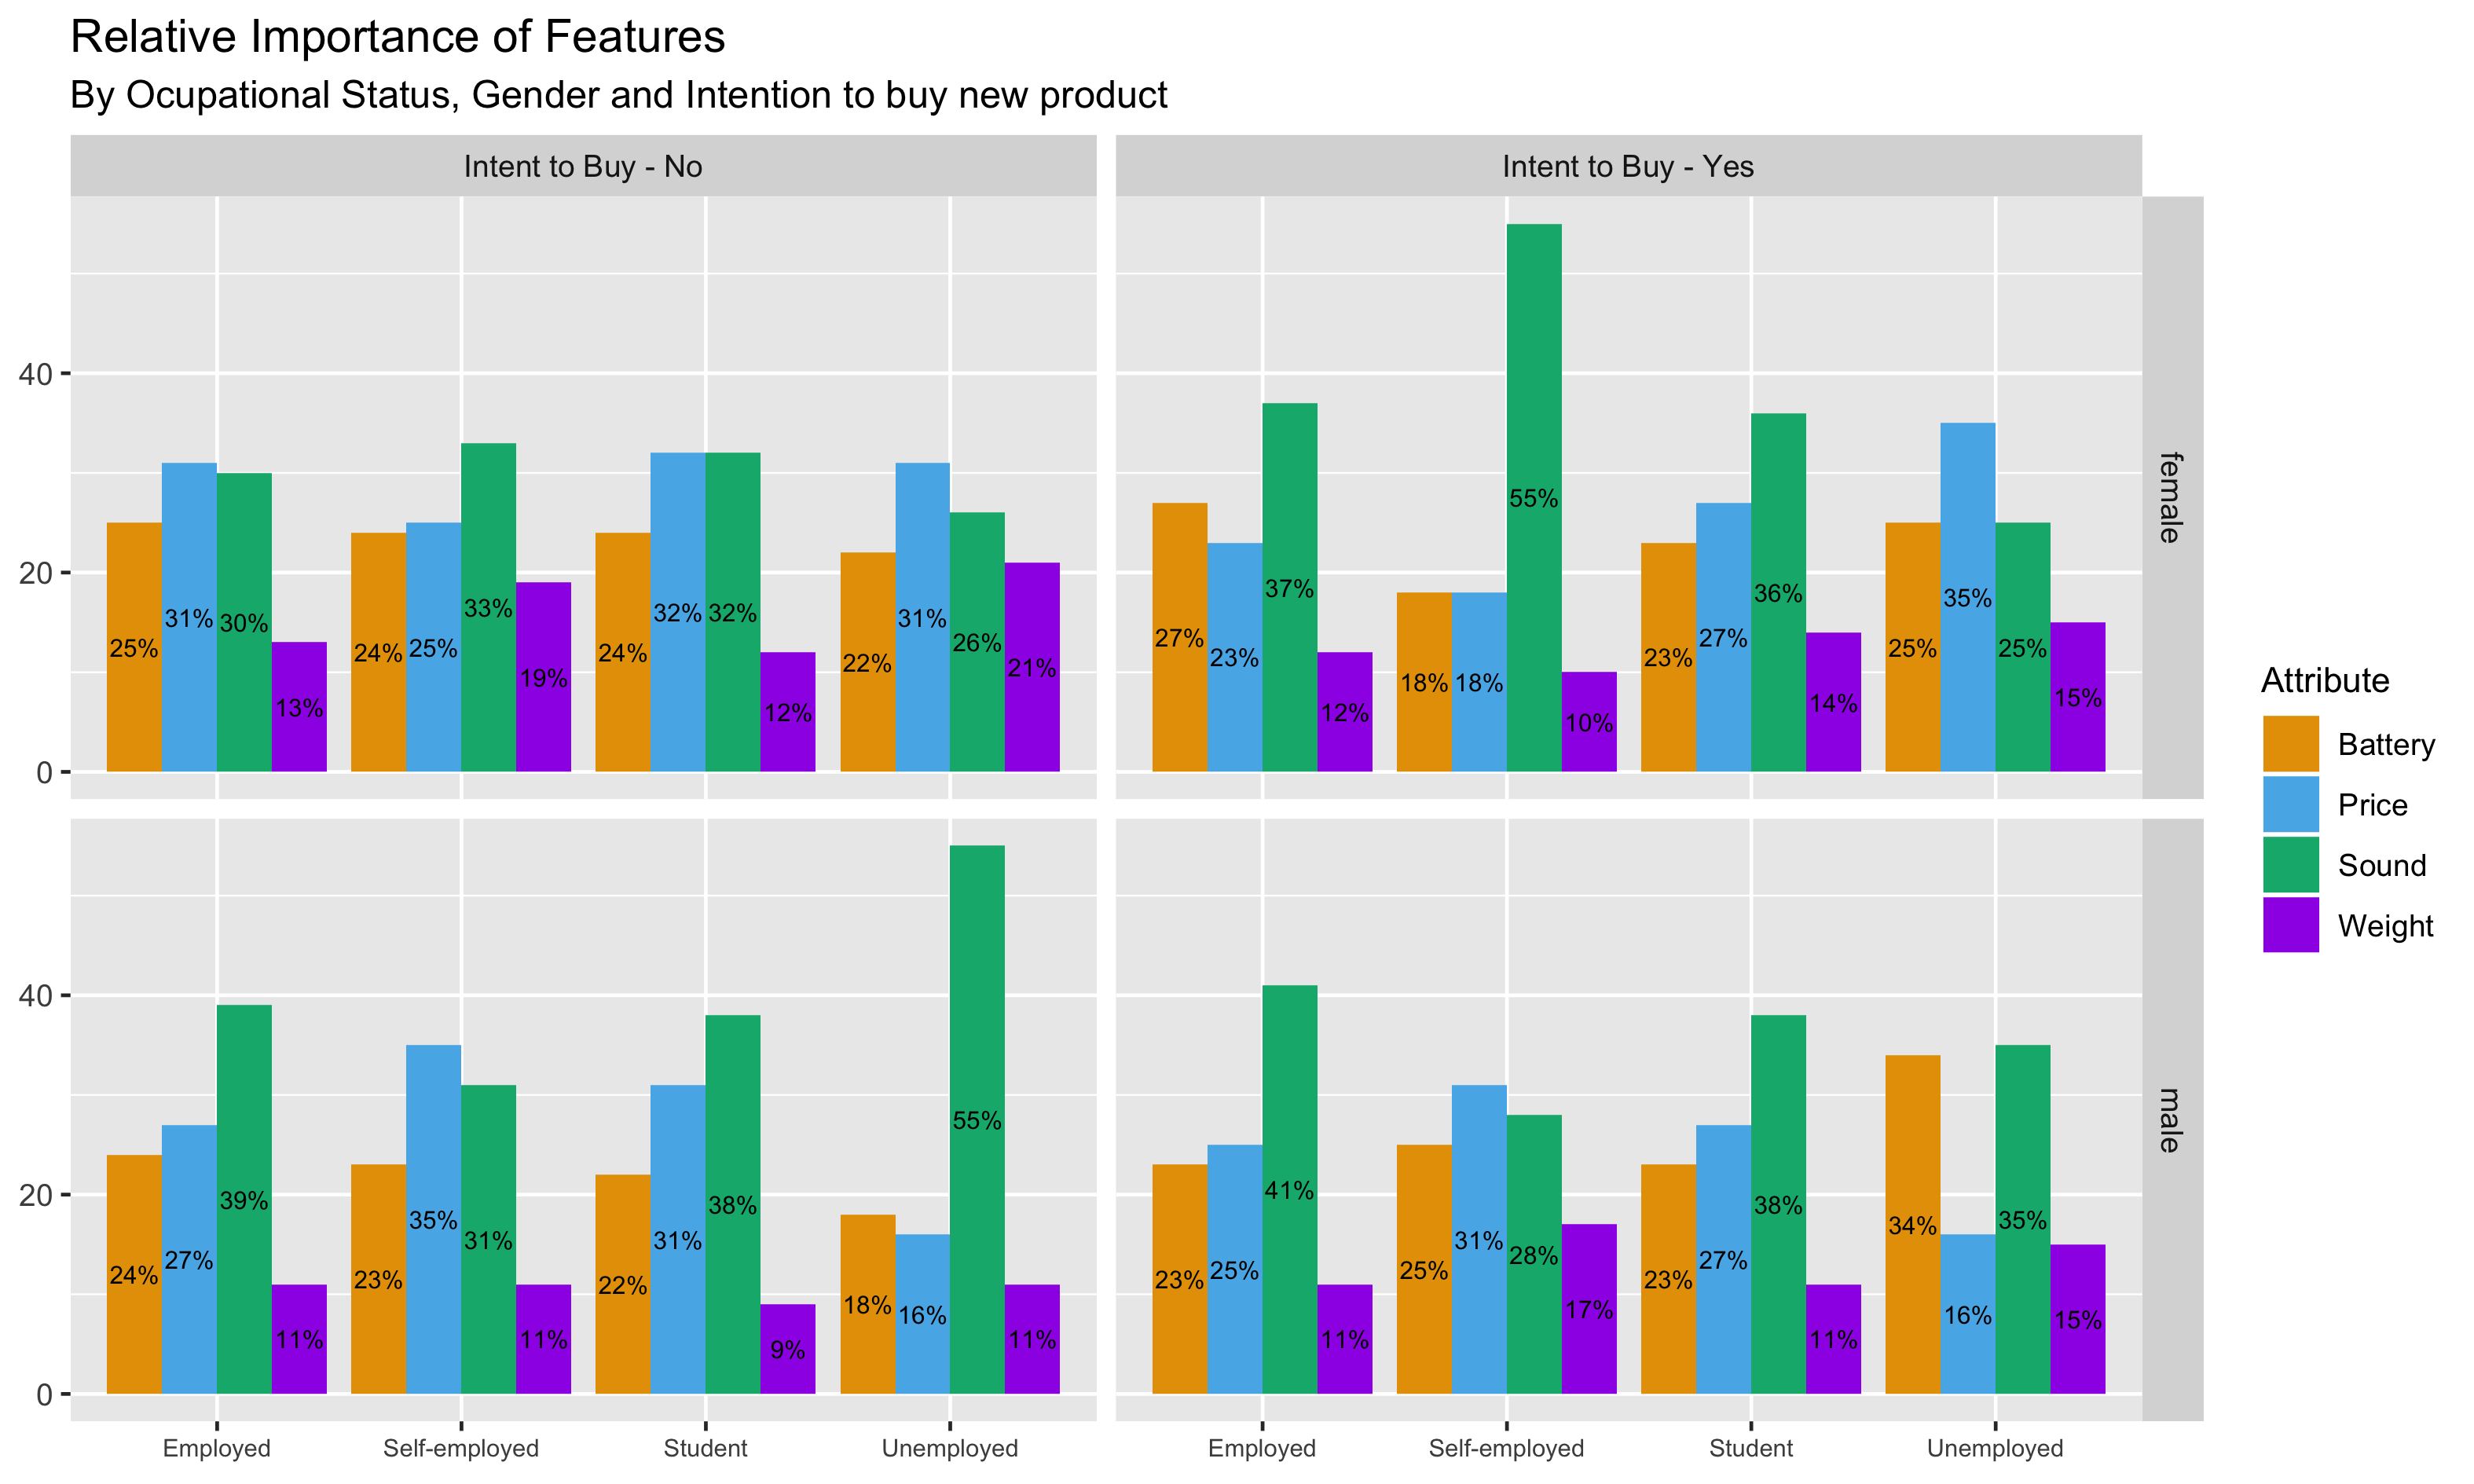 Relative Importance of Features
By Ocupational Status, Gender and Intention to buy new product
Intent to Buy - No
Intent to Buy - Yes
40
20
0
25% 31% 30% 13% 24% 25% 33% 19% 24% 32% 32% 12% 22% 31% 26% 21%
27% 23% 37% 12% 18% 18% 55% 10% 23% 27% 36% 14% 25% 35% 25% 15%
female
40
20
0
24% 27% 39% 11% 23% 35% 31% 11% 22% 31% 38% 9% 18% 16% 55% 11%
23% 25% 41% 11% 25% 31% 28% 17% 23% 27% 38% 11% 34% 16% 35% 15%
male
Employed Self-employed Student Unemployed
Employed Self-employed Student Unemployed
Attribute
Battery
Price
Sound
Weight